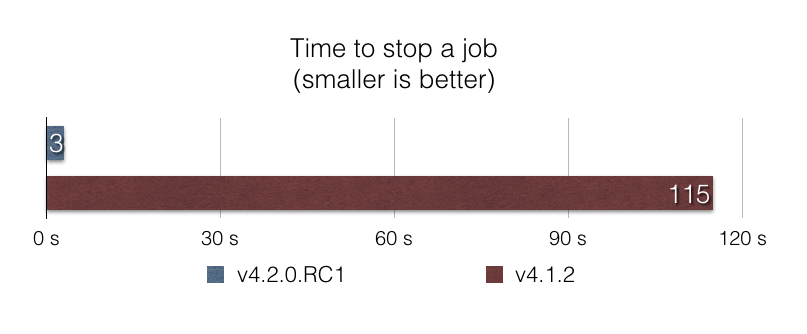 Time to stop a job
(smaller is better)
3
115
0 s 30 s 60 s 90 s 120 s
v4.2.0.RC1 v4.1.2